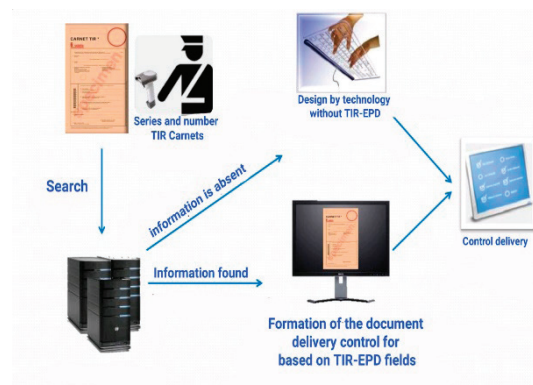 CARNET TIR
Series and number
TIR Carnets
Design by technology
without TIR-EPD
Search
information is absent
Information found
Control delivery
Formation of the document
delivery control for
based on TIR-EPD fields